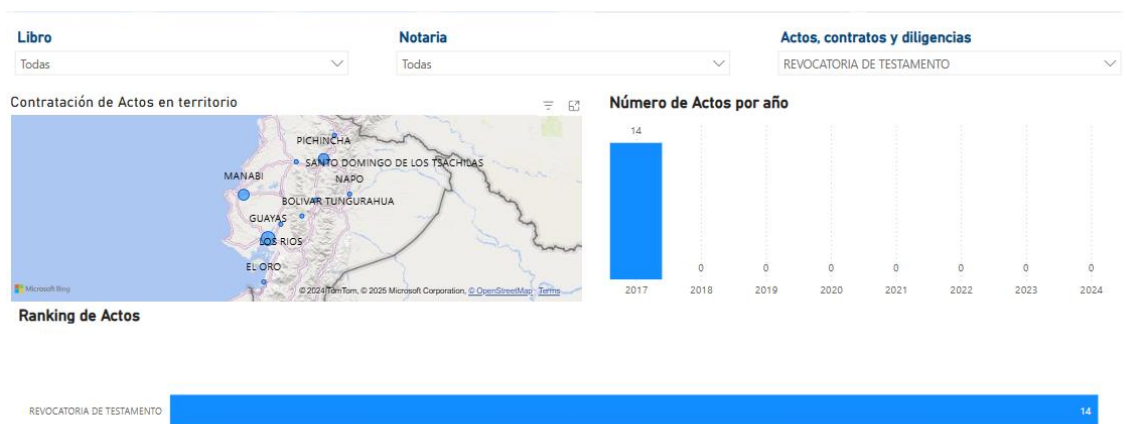 Libro
Todas
Notaria
Todas
Actos, contratos y diligencias
REVOCATORIA DE TESTAMENTO
Contratación de Actos en territorio
PICHINCHA
SANTO DOMINGO DE LOS TSACHILAS
MANABI
NAPO
BOLIVAR TUNGURAHUA
GUAYAS
LOS RIOS
EL ORO
Microsoft Bing
© 2024 TomTom, © 2025 Microsoft Corporation, © OpenStreetMap Terms
Número de Actos por año
14
0 0 0 0 0 0 0
2017 2018 2019 2020 2021 2022 2023 2024
Ranking de Actos
REVOCATORIA DE TESTAMENTO 14